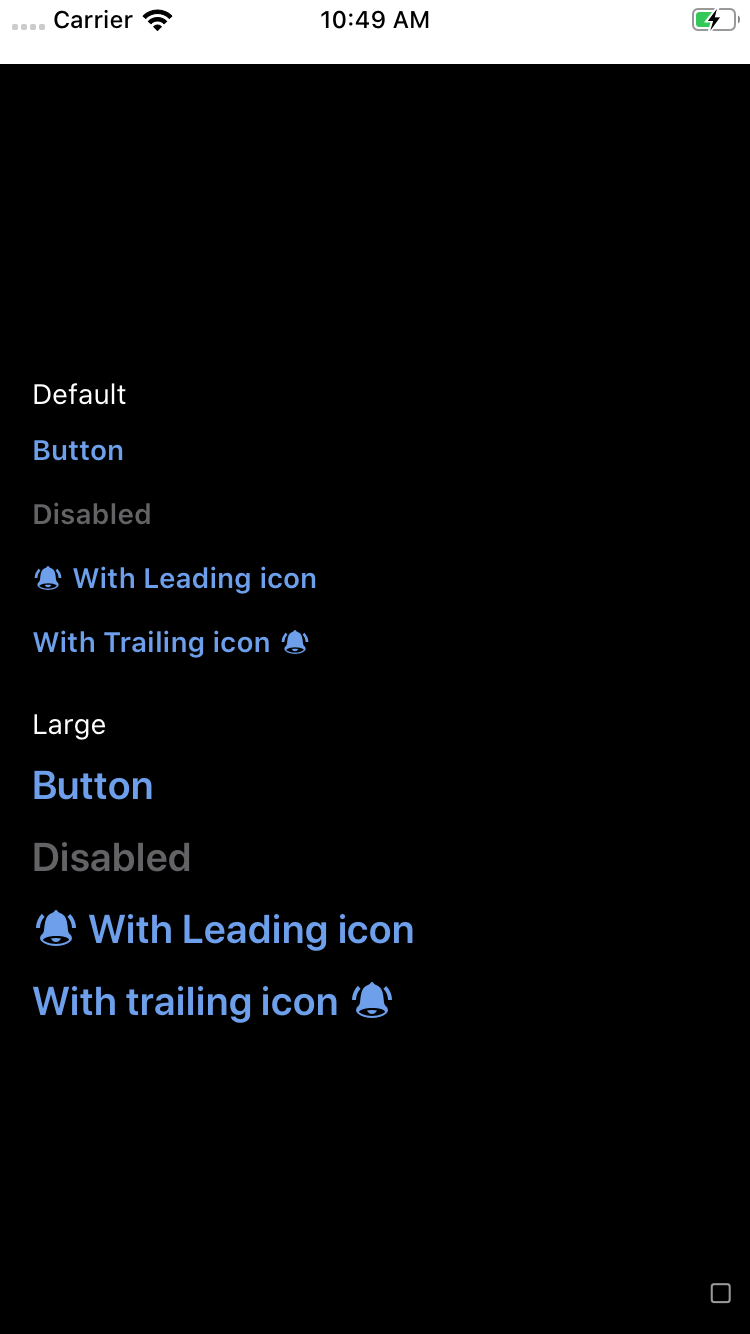 Carrier 10:49 AM
Default
Button
Disabled
With Leading icon
With Trailing icon
Large
Button
Disabled
With Leading icon
With trailing icon